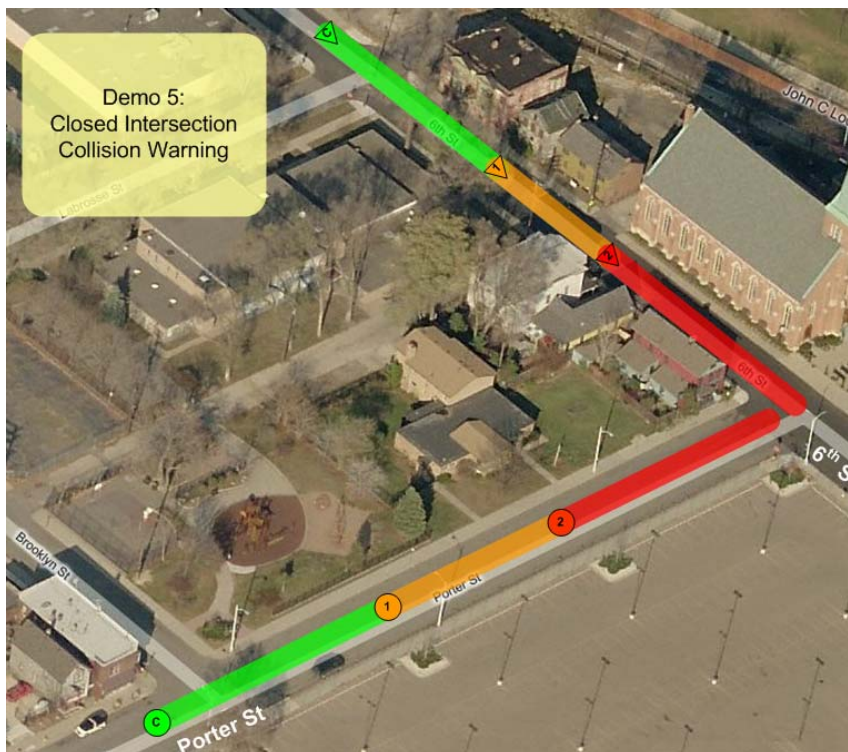 Demo 5:
Closed Intersection
Collision Warning
C
6th St
John C Lo
1
Labrosse St
2
6th St
6th S
2
Porter St
1
Brooklyn St
C
Porter St